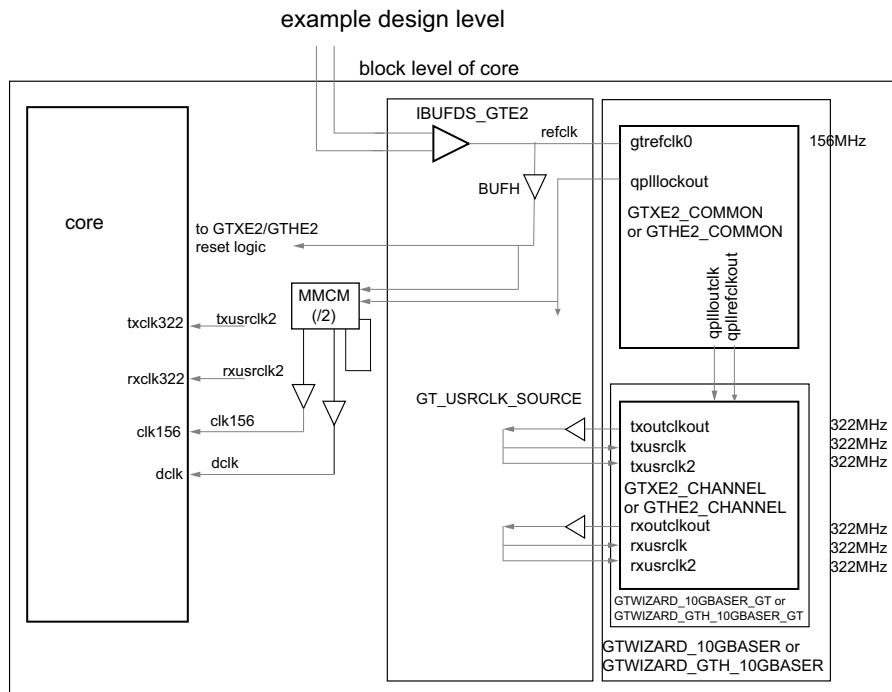 example design level
block level of core
IBUFDS_GTE2
refclk
gtrefclk0
156MHz
BUFH
qplllockout
GTXE2_COMMON
or GTHE2_COMMON
core
to GTXE2/GTHE2
reset logic
qplloutclk
qpllrefclkout
MMCM
(/2)
txclk322
txusrclk2
rxclk322
rxusrclk2
GT_USRCLK_SOURCE
clk156
clk156
dclk
dclk
txoutclkout
322MHz
txusrclk
322MHz
txusrclk2
322MHz
GTXE2_CHANNEL
or GTHE2_CHANNEL
rxoutclkout
322MHz
rxusrclk
322MHz
rxusrclk2
322MHz
GTWIZARD_10GBASER_GT or
GTWIZARD_GTH_10GBASER_GT
GTWIZARD_10GBASER or
GTWIZARD_GTH_10GBASER